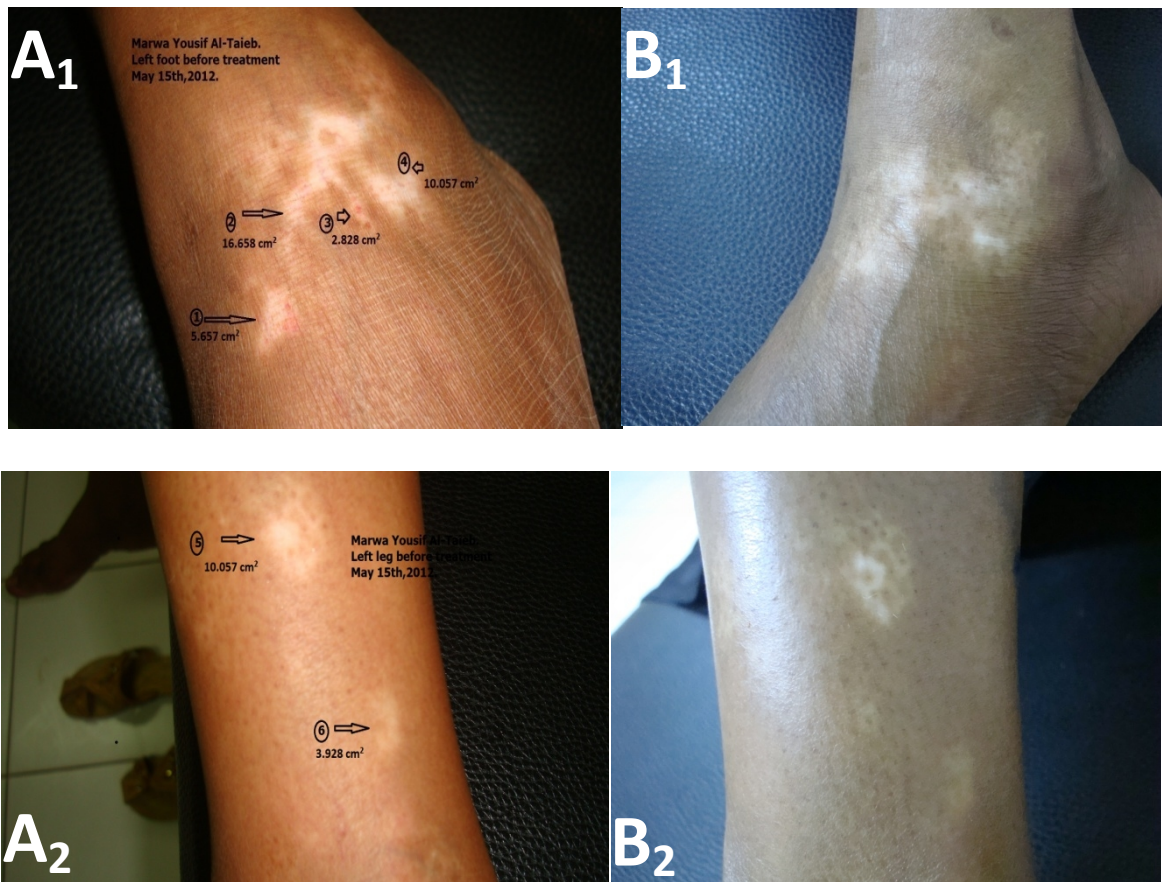 A1
Marwa Yousif Al-Taieb.
Left foot before treatment
May 15th,2012.
4
10.057 cm²
2
16.658 cm²
3
2.828 cm²
1
5.657 cm²
B1
A2
5
10.057 cm²
Marwa Yousif Al-Taieb.
Left leg before treatment
May 15th,2012.
6
3.928 cm²
B2